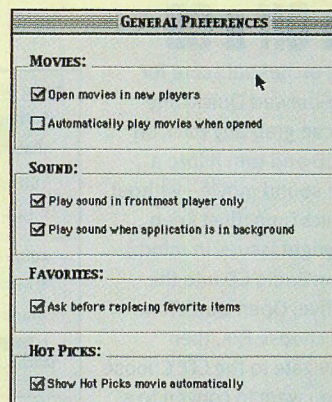 GENERAL PREFERENCES
MOVIES:
Open movies in new players
Automatically play movies when opened
SOUND:
Play sound in frontmost player only
Play sound when application is in background
FAVORITES:
Ask before replacing favorite items
HOT PICKS:
Show Hot Picks movie automatically